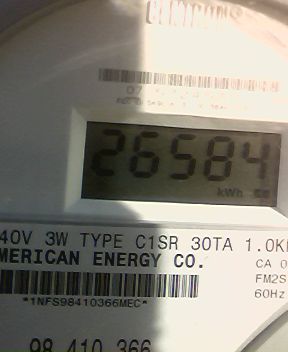 26584
kWh
40V 3W TYPE C1SR 30TA 1.0K
MERICAN ENERGY CO.
CA 0
FM2S
*1NFS98410366MEC*
60Hz
98 410 366